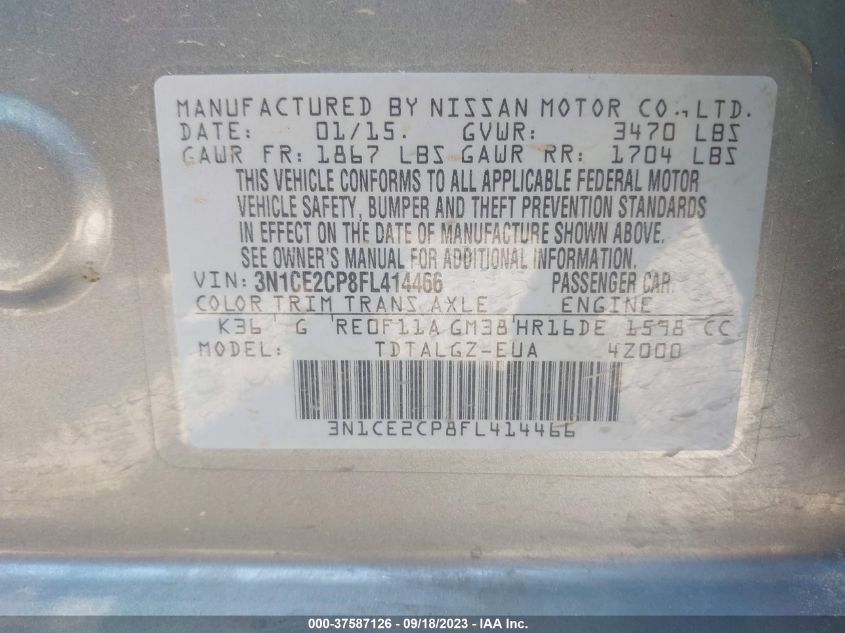 MANUFACTURED BY NISSAN MOTOR CO., LTD.
DATE: 01/15. GVWR: 3470 LBS
GAWR FR: 1867 LBS GAWR RR: 1704 LBS
THIS VEHICLE CONFORMS TO ALL APPLICABLE FEDERAL MOTOR
VEHICLE SAFETY, BUMPER AND THEFT PREVENTION STANDARDS
IN EFFECT ON THE DATE OF MANUFACTURE SHOWN ABOVE.
SEE OWNER'S MANUAL FOR ADDITIONAL INFORMATION.
VIN: 3N1CE2CP8FL414466 PASSENGER CAR
COLOR TRIM TRANS AXLE ENGINE
K36 G RE0F11A GM38 HR16DE 1598 CC
MODEL: TDTALGZ-EUA 4Z000
3N1CE2CP8FL414466
000-37587126 - 09/18/2023 - IAA Inc.